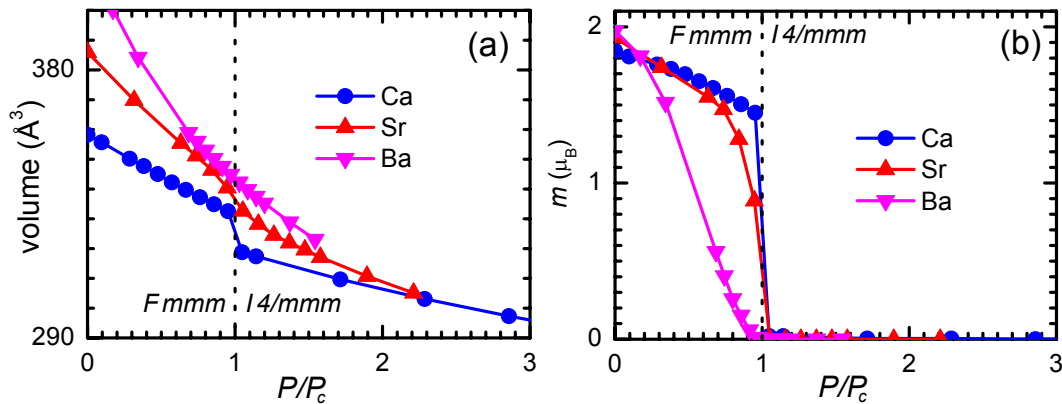 (a)
380
Ca
Sr
Ba
volume (Å³)
Fmmm I4/mmm
290
0 1 2 3
P/Pc
2
Fmmm I4/mmm
(b)
Ca
Sr
Ba
1
m (μB)
0
0 1 2 3
P/Pc